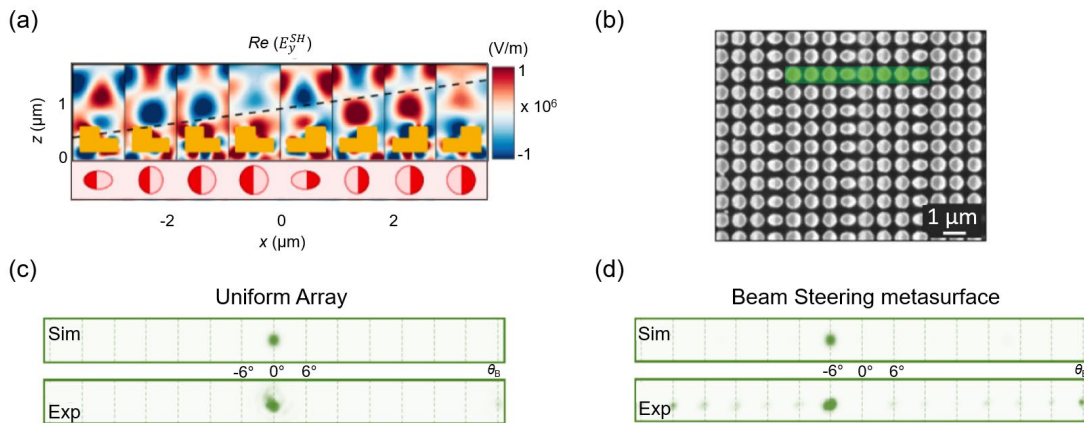 (a)
Re (E_y^SH)
(V/m)
1
x 10^6
-1
z (μm)
1
0
-2 0 2
x (μm)
(b)
1 μm
(c)
Uniform Array
Sim
-6° 0° 6° θ_B
Exp
(d)
Beam Steering metasurface
Sim
-6° 0° 6° θ_B
Exp